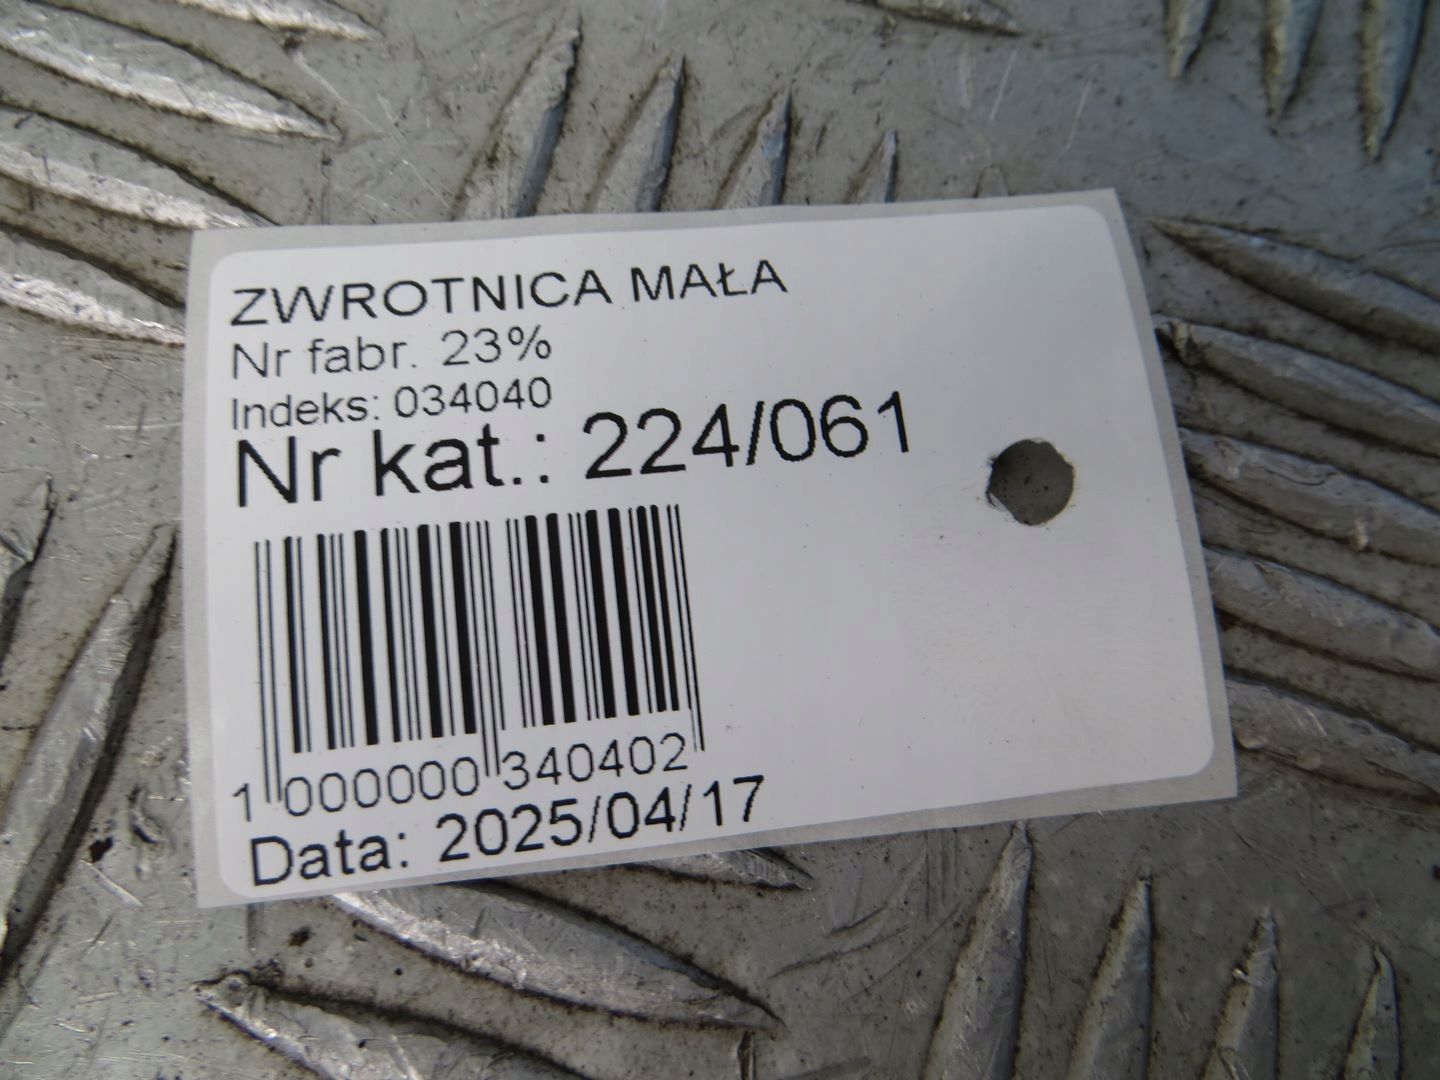 ZWROTNICA MAŁA
Nr fabr. 23%
Indeks: 034040
Nr kat.: 224/061
1 000000 340402
Data: 2025/04/17